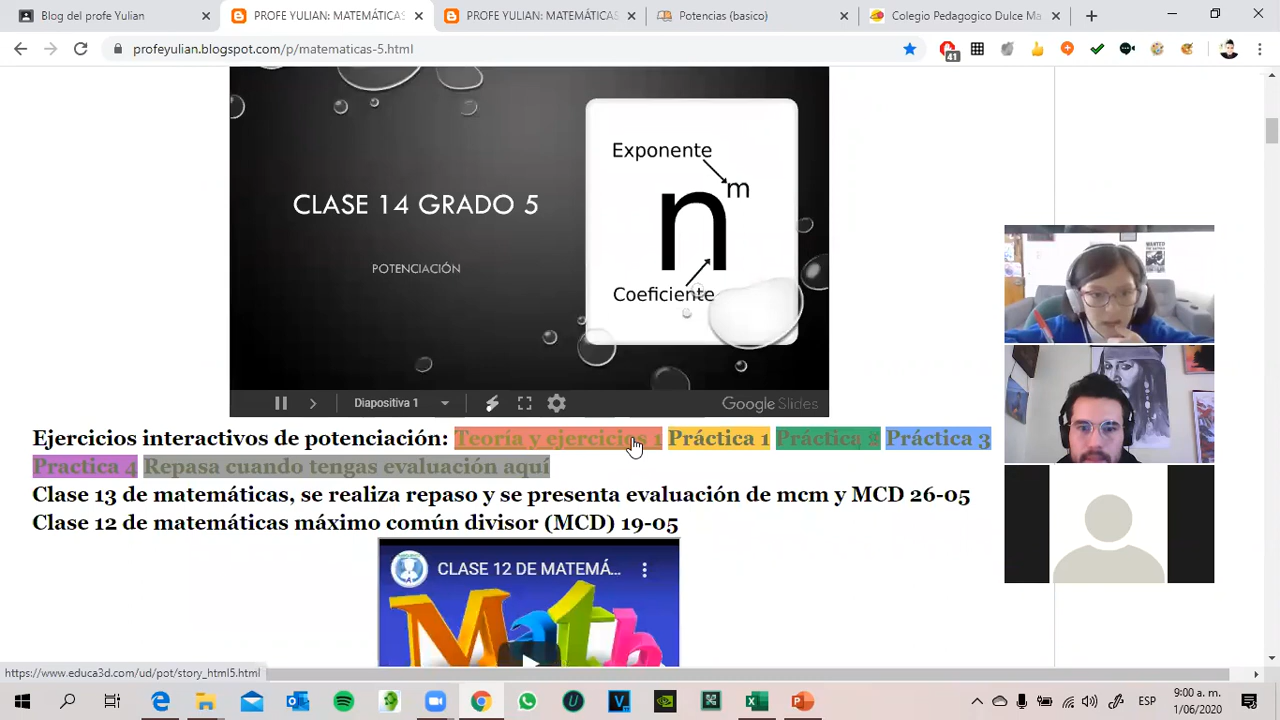 Blog del profe Yulian
PROFE YULIAN: MATEMÁTICAS
PROFE YULIAN: MATEMÁTICAS
Potencias (basico)
Colegio Pedagogico Dulce Ma
profeyulian.blogspot.com/p/matematicas-5.html
41
Exponente
m
n
CLASE 14 GRADO 5
POTENCIACIÓN
Coeficiente
WANTED
Diapositiva 1
Google Slides
Ejercicios interactivos de potenciación: Teoría y ejercicios 1 Práctica 1 Práctica 2 Práctica 3
Practica 4 Repasa cuando tengas evaluación aquí
Clase 13 de matemáticas, se realiza repaso y se presenta evaluación de mcm y MCD 26-05
Clase 12 de matemáticas máximo común divisor (MCD) 19-05
CLASE 12 DE MATEMÁ...
https://www.educa3d.com/ud/pot/story_html5.html
ESP
9:00 a. m.
1/06/2020